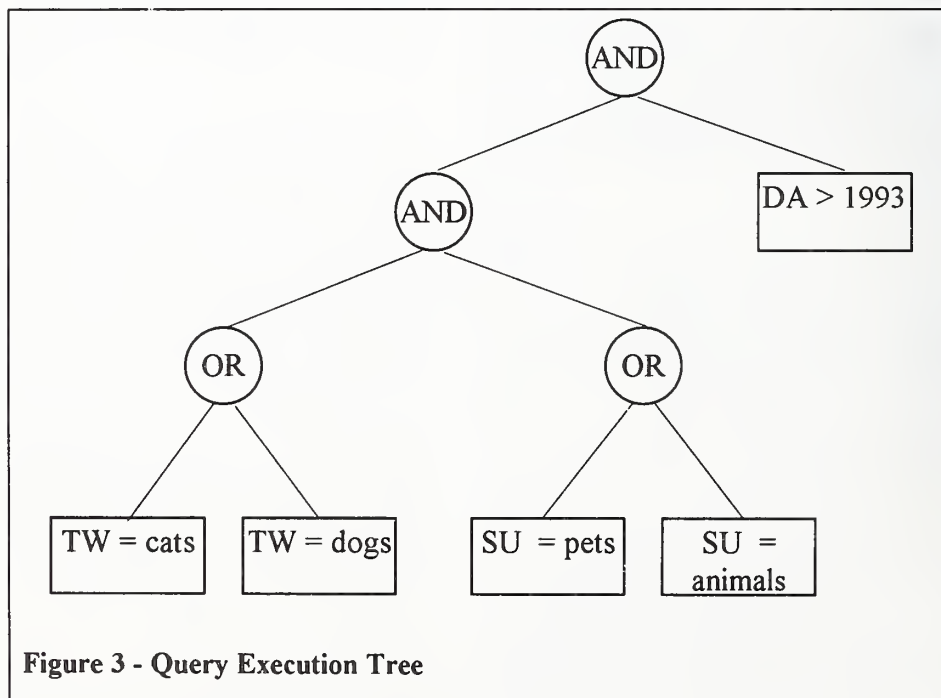 AND
AND
DA > 1993
OR
OR
TW = cats
TW = dogs
SU = pets
SU =
animals
Figure 3 - Query Execution Tree